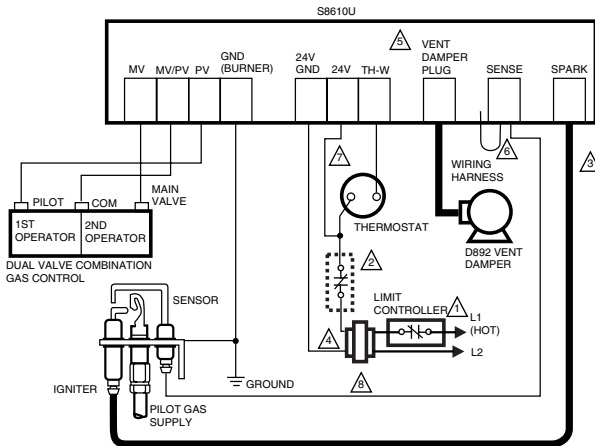 S8610U
MV
MV/PV
PV
GND
(BURNER)
24V
GND
24V
TH-W
5
VENT
DAMPER
PLUG
SENSE
SPARK
7
6
3
WIRING
HARNESS
PILOT
COM
MAIN
VALVE
1ST
OPERATOR
2ND
OPERATOR
DUAL VALVE COMBINATION
GAS CONTROL
THERMOSTAT
D892 VENT
DAMPER
2
SENSOR
LIMIT
CONTROLLER
1
L1
(HOT)
4
L2
8
IGNITER
GROUND
PILOT GAS
SUPPLY